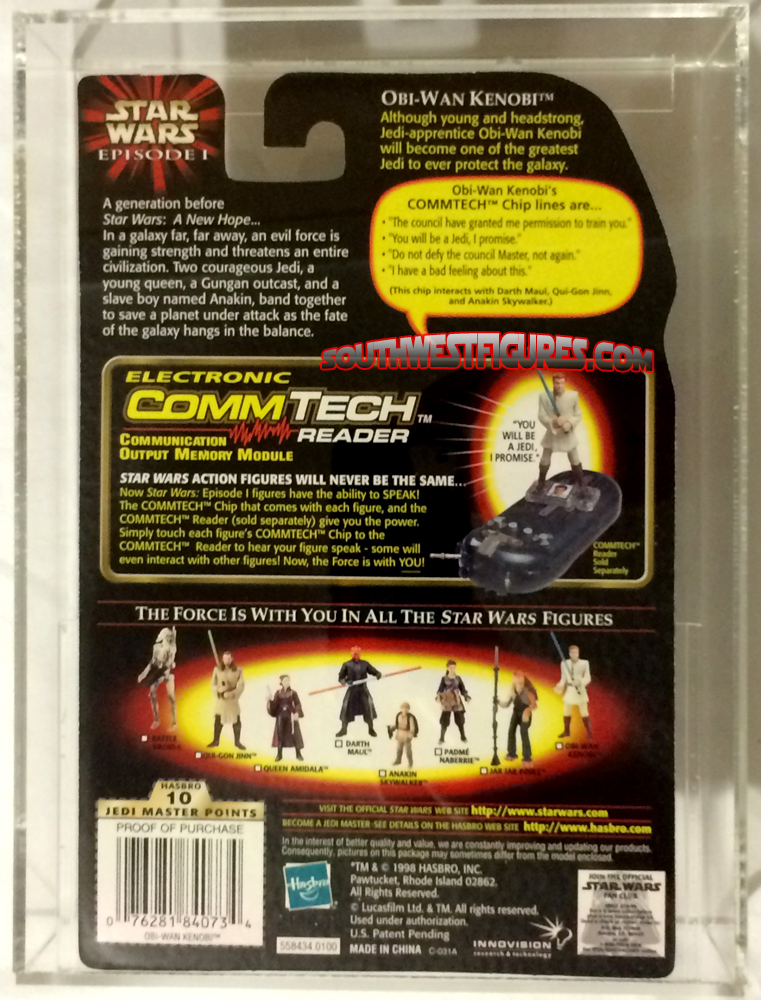 STAR
WARS
EPISODE I
A generation before
Star Wars: A New Hope...
In a galaxy far, far away, an evil force is
gaining strength and threatens an entire
civilization. Two courageous Jedi, a
young queen, a Gungan outcast, and a
slave boy named Anakin, band together
to save a planet under attack as the fate
of the galaxy hangs in the balance.
OBI-WAN KENOBI™
Although young and headstrong,
Jedi-apprentice Obi-Wan Kenobi
will become one of the greatest
Jedi to ever protect the galaxy.
Obi-Wan Kenobi's
COMMTECH™ Chip lines are...
• "The council have granted me permission to train you."
• "You will be a Jedi, I promise."
• "Do not defy the council Master, not again."
• "I have a bad feeling about this."
(This chip interacts with Darth Maul, Qui-Gon Jinn,
and Anakin Skywalker.)
SOUTHWESTFIGURES.COM
ELECTRONIC
COMMTECH™
COMMUNICATION READER
OUTPUT MEMORY MODULE
STAR WARS ACTION FIGURES WILL NEVER BE THE SAME...
Now Star Wars: Episode I figures have the ability to SPEAK!
The COMMTECH™ Chip that comes with each figure, and the
COMMTECH™ Reader (sold separately) give you the power.
Simply touch each figure's COMMTECH™ Chip to the
COMMTECH™ Reader to hear your figure speak - some will
even interact with other figures! Now, the Force is with YOU!
"YOU
WILL BE
A JEDI,
I PROMISE."
COMMTECH™
Reader
Sold
Separately
THE FORCE IS WITH YOU IN ALL THE STAR WARS FIGURES
BATTLE
DROID
QUI-GON JINN™
QUEEN AMIDALA™
DARTH
MAUL™
ANAKIN
SKYWALKER™
PADMÉ
NABERRIE™
JAR JAR BINKS™
OBI-WAN
KENOBI™
HASBRO
10
JEDI MASTER POINTS
PROOF OF PURCHASE
0 76281 84073 4
OBI-WAN KENOBI™
VISIT THE OFFICIAL STAR WARS WEB SITE http://www.starwars.com
BECOME A JEDI MASTER-SEE DETAILS ON THE HASBRO WEB SITE http://www.hasbro.com
In the interest of better quality and value, we are constantly improving and updating our products.
Consequently, pictures on this package may sometimes differ from the model enclosed.
Hasbro
*TM & © 1998 HASBRO, INC.
Pawtucket, Rhode Island 02862.
All Rights Reserved.
© Lucasfilm Ltd. & TM. All rights reserved.
Used under authorization.
U.S. Patent Pending
558434.0100 MADE IN CHINA C-031A
INNOVISION
research & technology
JOIN THE OFFICIAL
STAR WARS
FAN CLUB